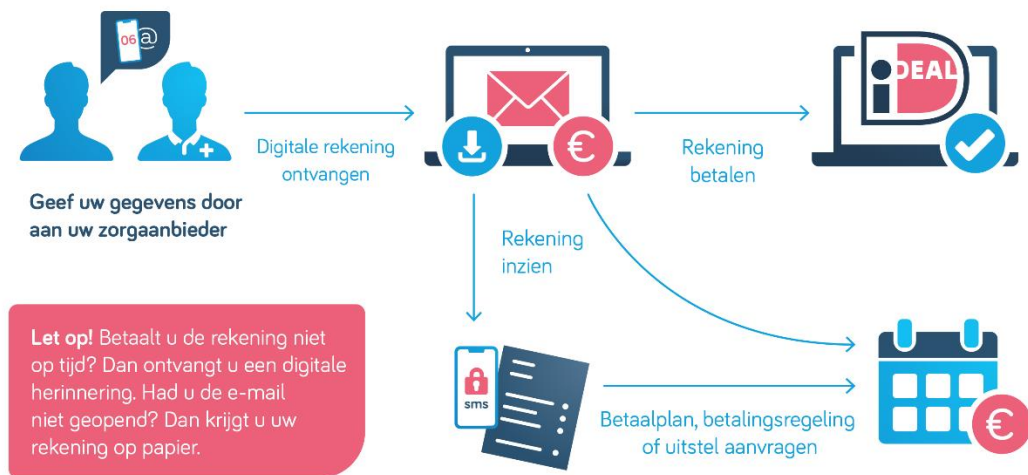 06@
Geef uw gegevens door
aan uw zorgaanbieder
Digitale rekening
ontvangen
€
Rekening
betalen
iDEAL
Rekening
inzien
Let op! Betaalt u de rekening niet
op tijd? Dan ontvangt u een digitale
herinnering. Had u de e-mail
niet geopend? Dan krijgt u uw
rekening op papier.
sms
Betaalplan, betalingsregeling
of uitstel aanvragen
€